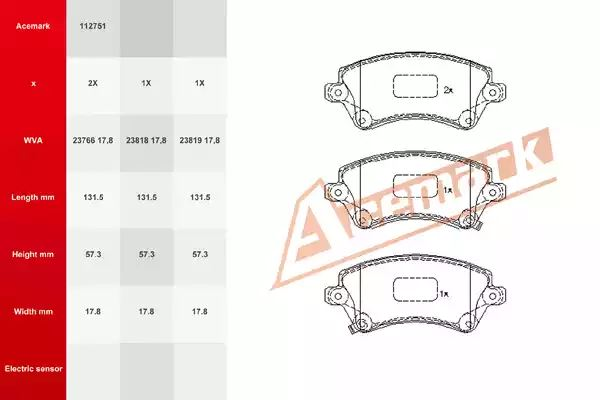 Acemark 112751
x 2X 1X 1X
WVA 23766 17,8 23818 17,8 23819 17,8
Length mm 131.5 131.5 131.5
Height mm 57.3 57.3 57.3
Width mm 17.8 17.8 17.8
Electric sensor
2x
1x
1x
Acemark